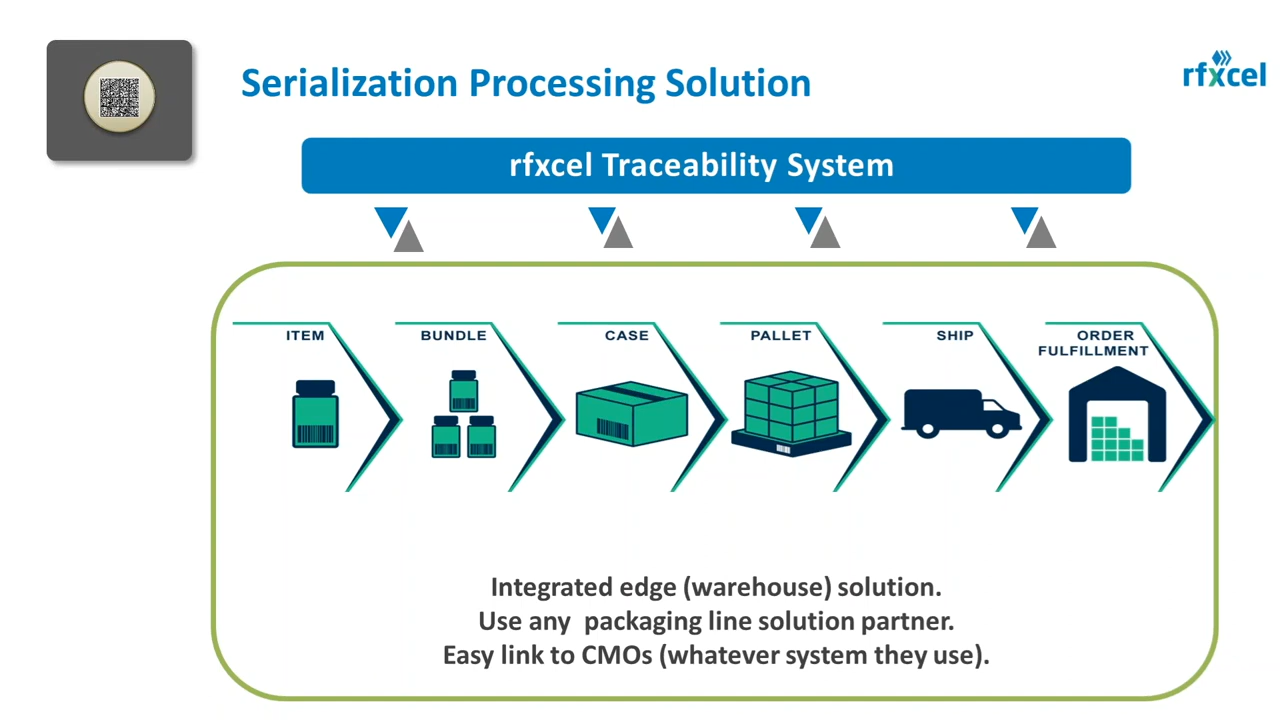 Serialization Processing Solution
rfxcel
rfxcel Traceability System
ITEM
BUNDLE
CASE
PALLET
SHIP
ORDER
FULFILLMENT
Integrated edge (warehouse) solution.
Use any packaging line solution partner.
Easy link to CMOs (whatever system they use).